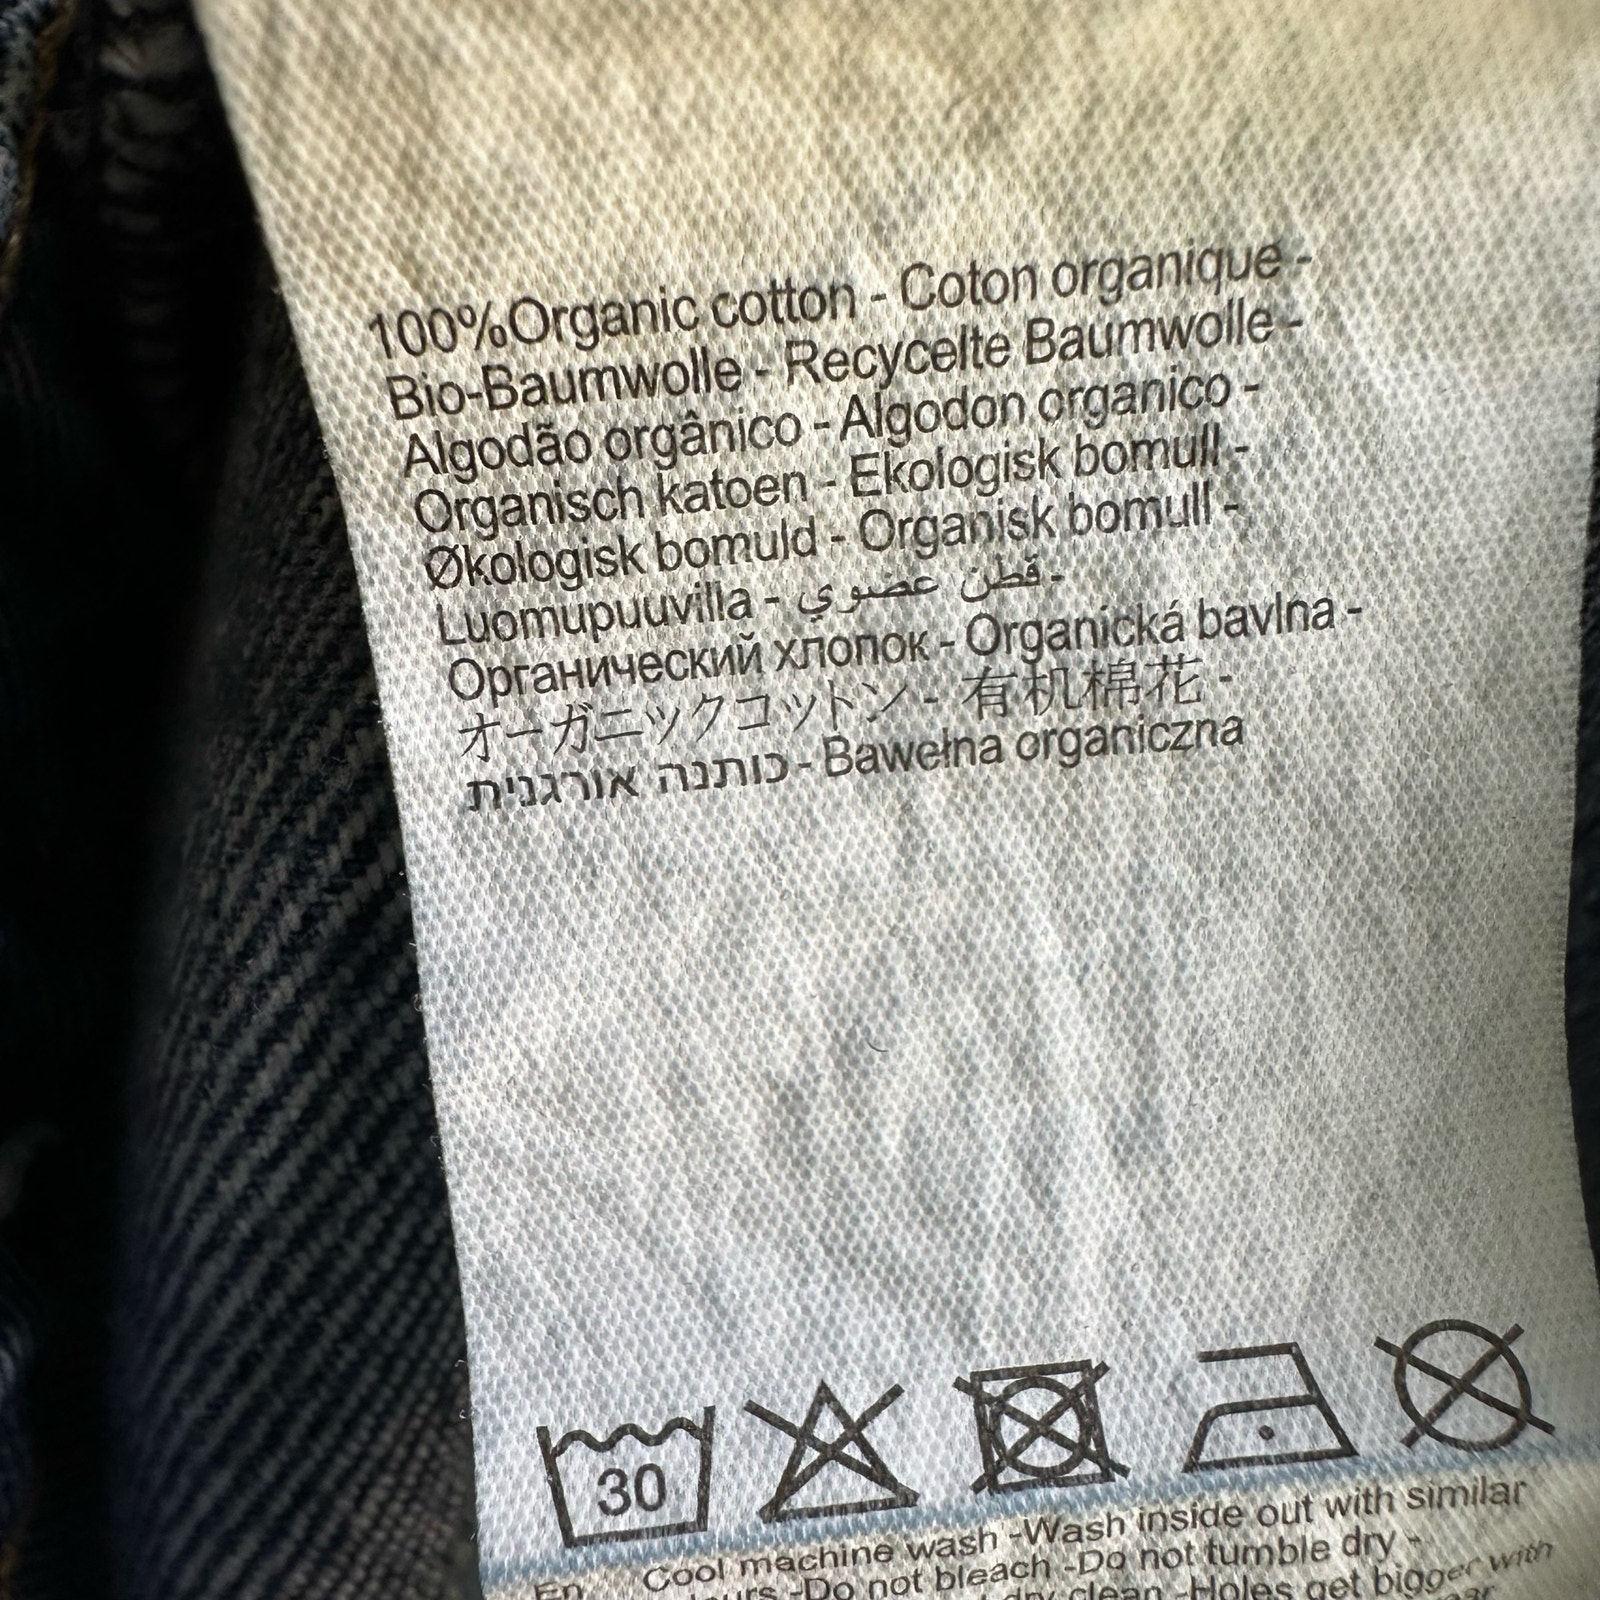 100%Organic cotton - Coton organique -
Bio-Baumwolle - Recycelte Baumwolle -
Algodão orgânico - Algodon organico -
Organisch katoen - Ekologisk bomull -
Økologisk bomuld - Organisk bomull -
Luomupuuvilla - قطن عضوي -
Органический хлопок - Organická bavlna -
オーガニックコットン - 有机棉花 -
כותנה אורגנית - Bawełna organiczna
30
En Cool machine wash -Wash inside out with similar
-Do not bleach -Do not tumble dry -
dry clean -Holes get bigger with